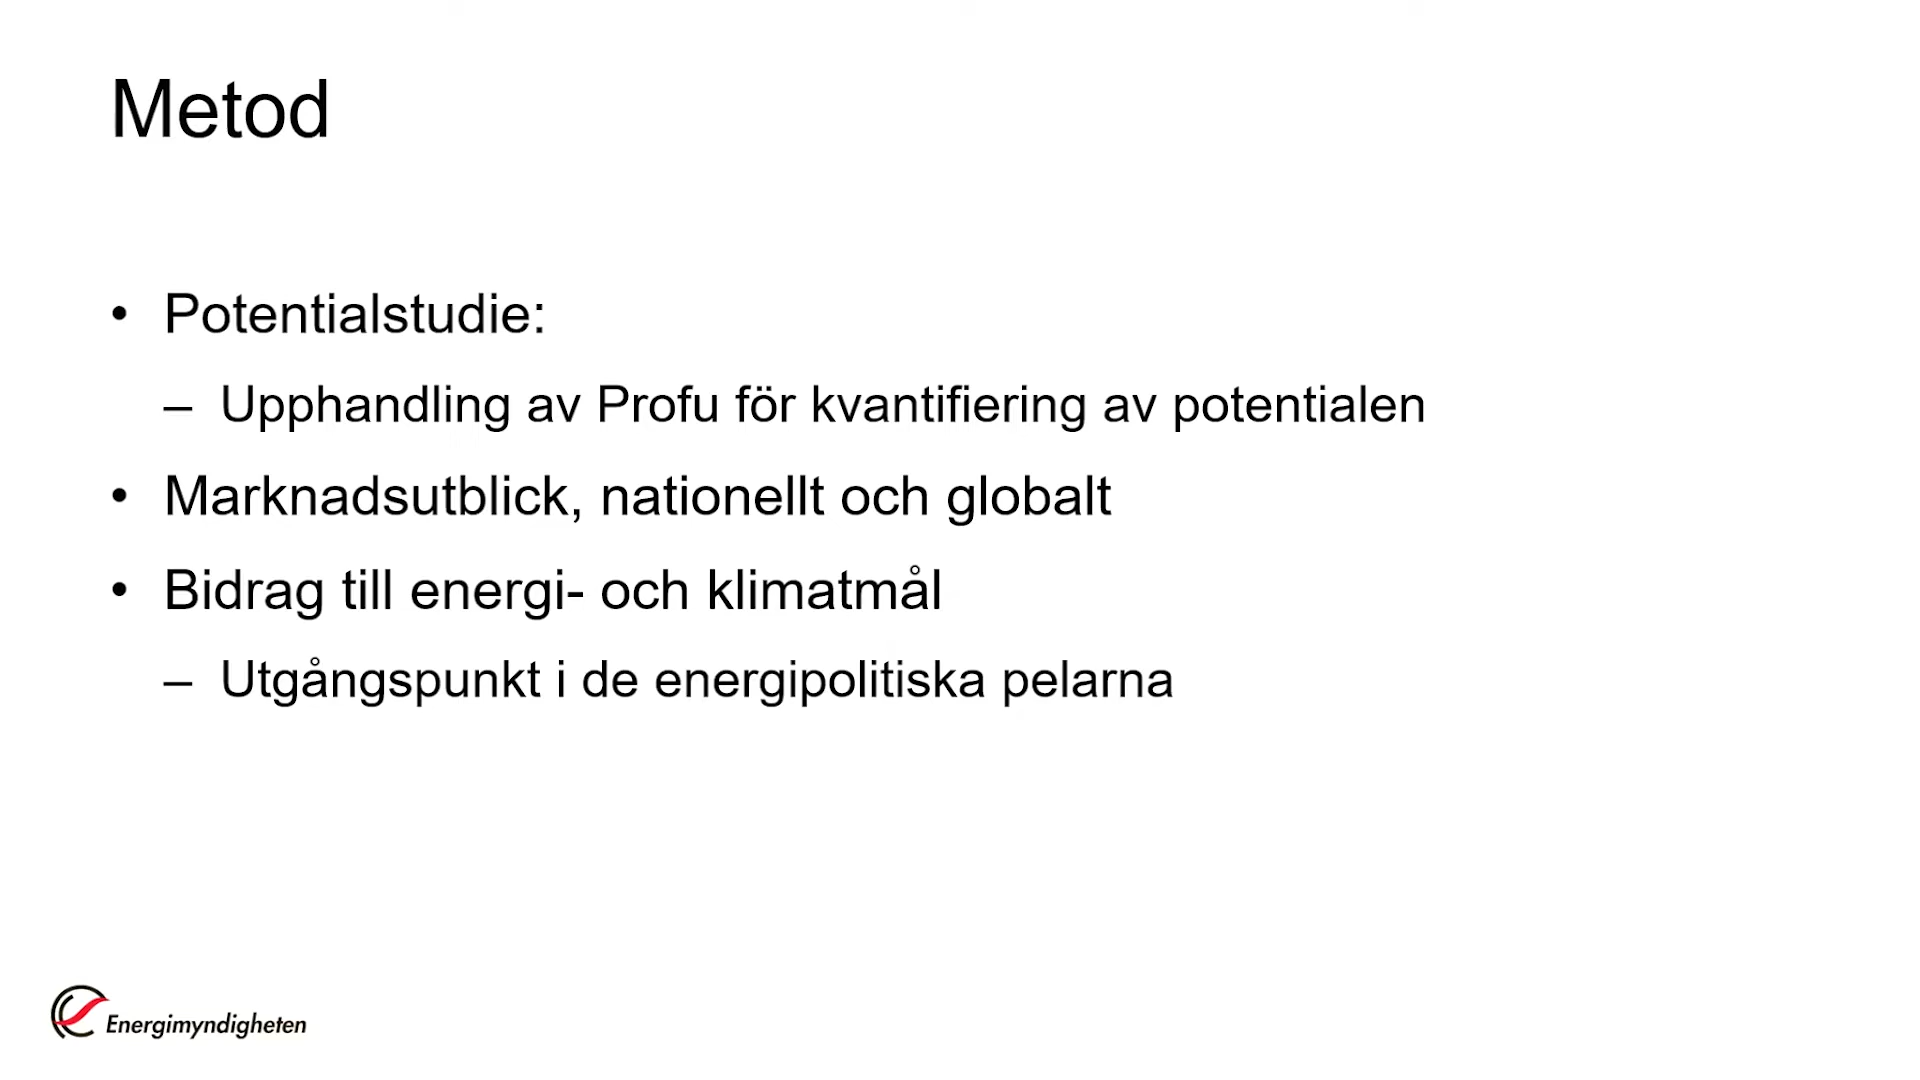 Metod
• Potentialstudie:
– Upphandling av Profu för kvantifiering av potentialen
• Marknadsutblick, nationellt och globalt
• Bidrag till energi- och klimatmål
– Utgångspunkt i de energipolitiska pelarna
Energimyndigheten